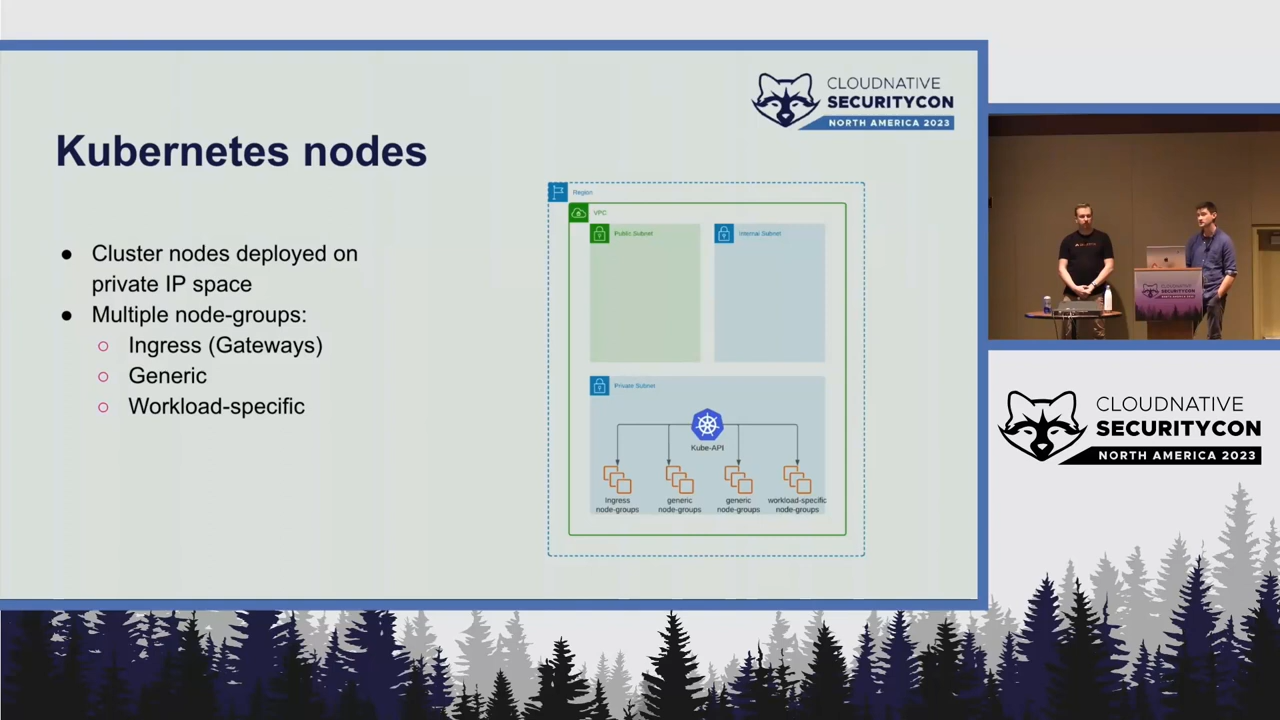 CLOUDNATIVE
SECURITYCON
NORTH AMERICA 2023
Kubernetes nodes
● Cluster nodes deployed on
private IP space
● Multiple node-groups:
○ Ingress (Gateways)
○ Generic
○ Workload-specific
Region
VPC
Public Subnet
Internal Subnet
Private Subnet
Kube-API
Ingress
node-groups
generic
node-groups
generic
node-groups
workload-specific
node-groups
CLOUDNATIVE
SECURITYCON
NORTH AMERICA 2023